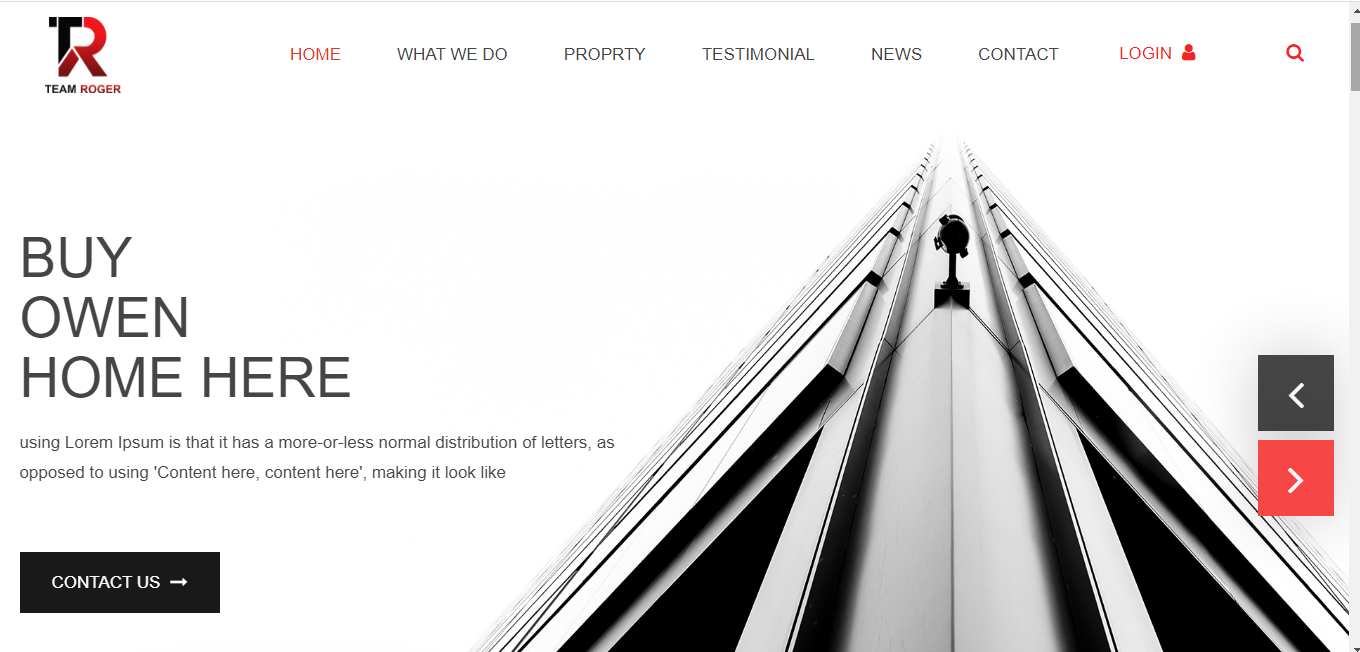 TR
TEAM ROGER
HOME WHAT WE DO PROPRTY TESTIMONIAL NEWS CONTACT LOGIN
BUY
OWEN
HOME HERE
using Lorem Ipsum is that it has a more-or-less normal distribution of letters, as
opposed to using 'Content here, content here', making it look like
CONTACT US